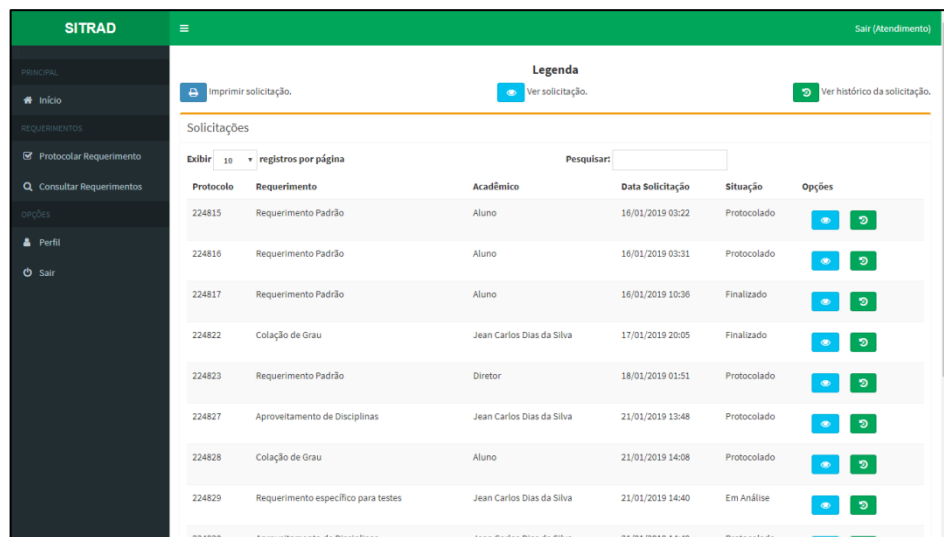 SITRAD
Sair (Atendimento)
PRINCIPAL
Início
REQUERIMENTOS
Protocolar Requerimento
Consultar Requerimentos
OPÇÕES
Perfil
Sair
Legenda
Imprimir solicitação. Ver solicitação. Ver histórico da solicitação.
Solicitações
Exibir 10 registros por página Pesquisar:
Protocolo Requerimento Acadêmico Data Solicitação Situação Opções
224815 Requerimento Padrão Aluno 16/01/2019 03:22 Protocolado
224816 Requerimento Padrão Aluno 16/01/2019 03:31 Protocolado
224817 Requerimento Padrão Aluno 16/01/2019 10:36 Finalizado
224822 Colação de Grau Jean Carlos Dias da Silva 17/01/2019 20:05 Finalizado
224823 Requerimento Padrão Diretor 18/01/2019 01:51 Protocolado
224827 Aproveitamento de Disciplinas Jean Carlos Dias da Silva 21/01/2019 13:48 Protocolado
224828 Colação de Grau Aluno 21/01/2019 14:08 Protocolado
224829 Requerimento específico para testes Jean Carlos Dias da Silva 21/01/2019 14:40 Em Análise